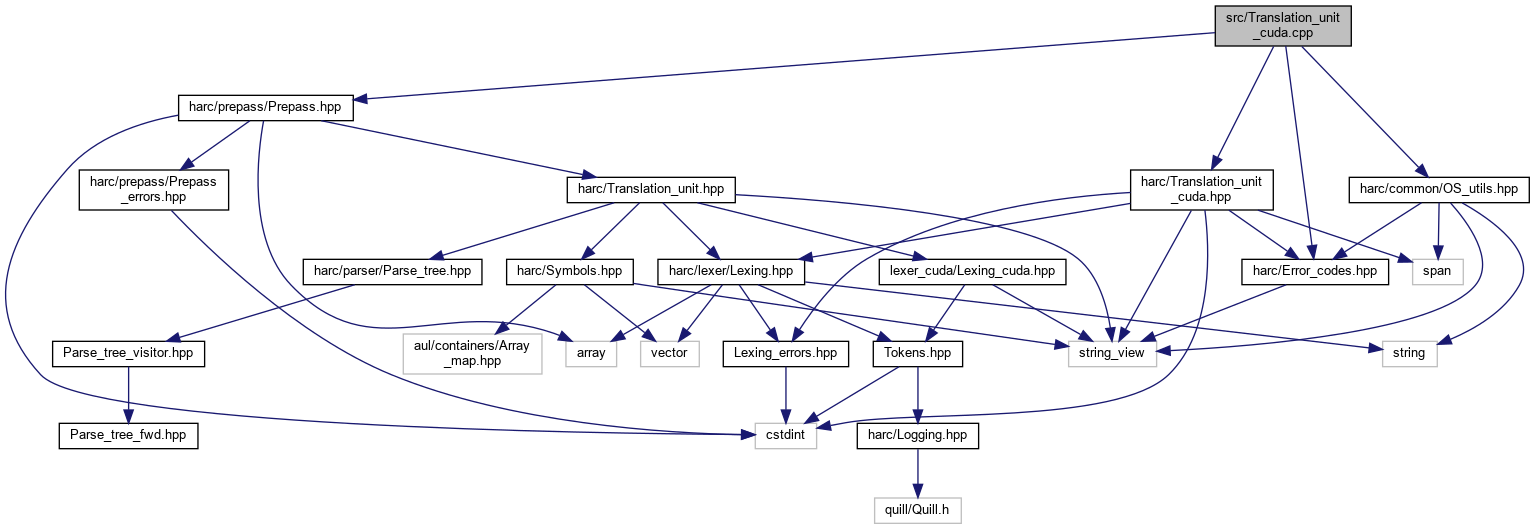 src/Translation_unit
_cuda.cpp
harc/prepass/Prepass.hpp
harc/prepass/Prepass
_errors.hpp
harc/Translation_unit.hpp
harc/Translation_unit
_cuda.hpp
harc/common/OS_utils.hpp
harc/parser/Parse_tree.hpp
harc/Symbols.hpp
harc/lexer/Lexing.hpp
lexer_cuda/Lexing_cuda.hpp
harc/Error_codes.hpp
span
Parse_tree_visitor.hpp
aul/containers/Array
_map.hpp
array
vector
Lexing_errors.hpp
Tokens.hpp
string_view
string
Parse_tree_fwd.hpp
cstdint
harc/Logging.hpp
quill/Quill.h